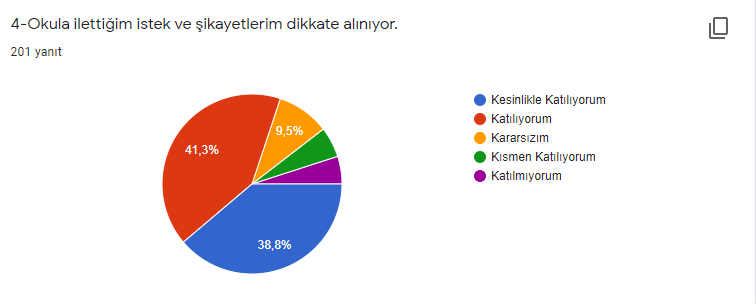 4-Okula ilettiğim istek ve şikayetlerim dikkate alınıyor.
201 yanıt
Kesinlikle Katılıyorum
Katılıyorum
Kararsızım
Kısmen Katılıyorum
Katılmıyorum
9,5%
41,3%
38,8%